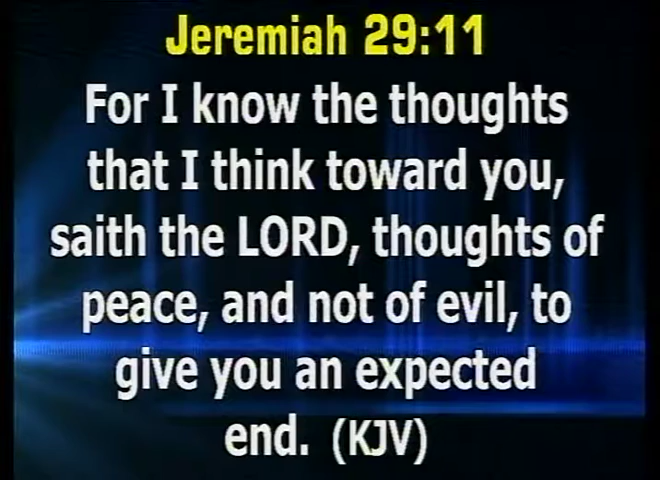 Jeremiah 29:11
For I know the thoughts
that I think toward you,
saith the LORD, thoughts of
peace, and not of evil, to
give you an expected
end. (KJV)